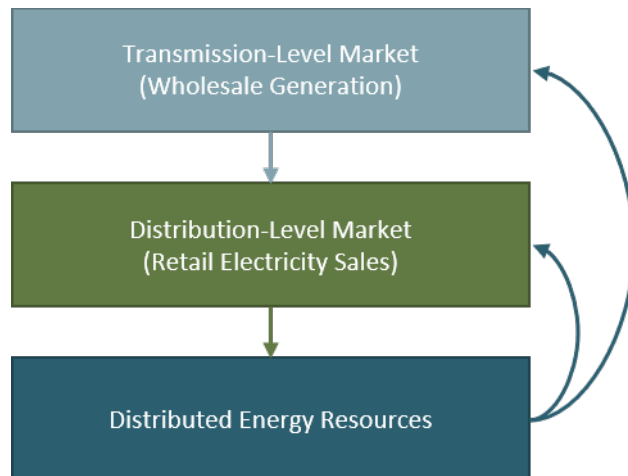 Transmission-Level Market
(Wholesale Generation)
Distribution-Level Market
(Retail Electricity Sales)
Distributed Energy Resources